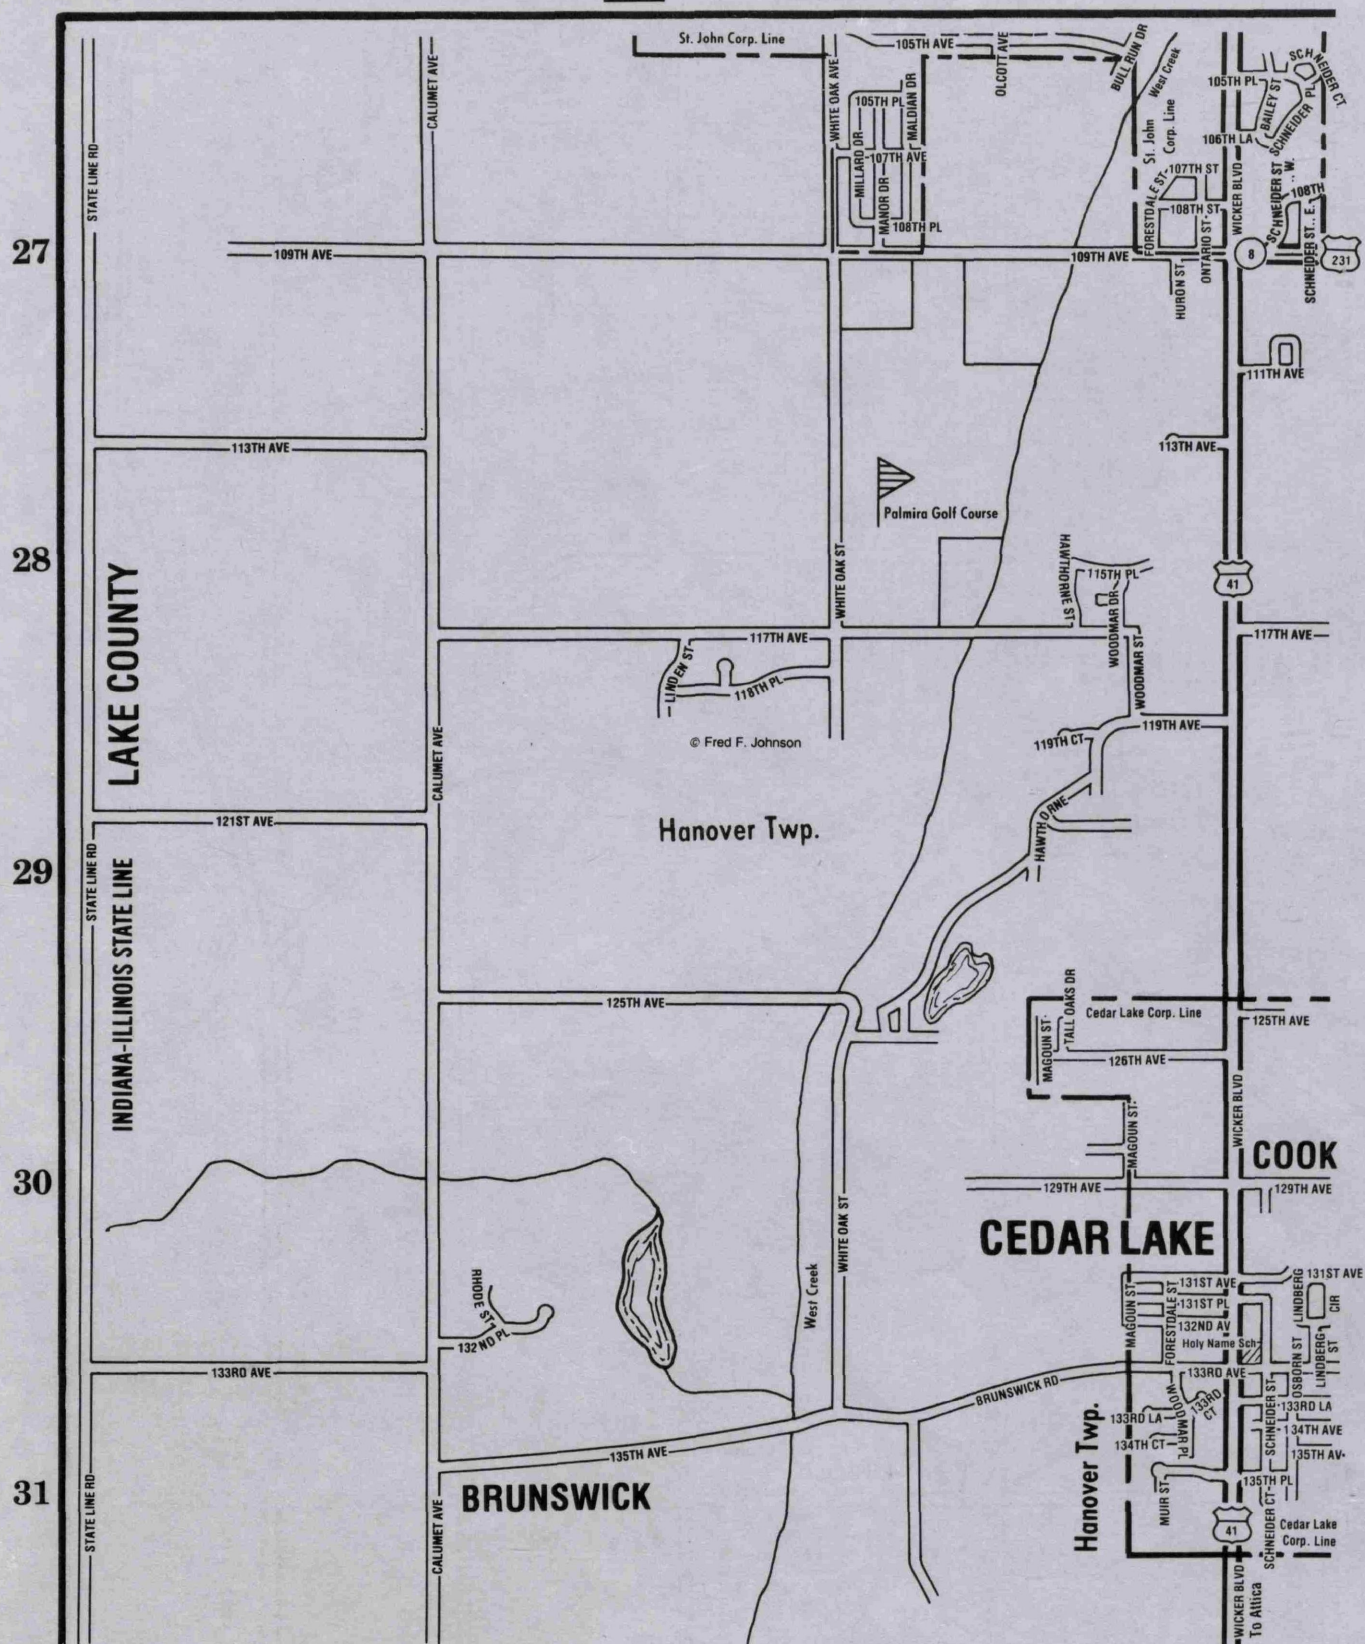 St. John Corp. Line
105TH AVE
OLCOTT AVE
BULL RUN DR
West Creek
CALUMET AVE
WHITE OAK AVE
105TH PL
MALDIAN DR
MILLARD DR
107TH AVE
MANOR DR
108TH PL
St. John
Corp. Line
105TH PL
BAILEY ST
SCHNEIDER PL
SCHNEIDER CT.
106TH LA
107TH ST
FORESTDALE ST.
108TH ST
WICKER BLVD
SCHNEIDER ST
.. W.
108TH
STATE LINE RD
27
109TH AVE
109TH AVE
ONTARIO ST.
HURON ST
8
SCHNEIDER ST.. E.
231
111TH AVE
113TH AVE
113TH AVE
Palmira Golf Course
28
LAKE COUNTY
WHITE OAK ST
HAWTHORNE ST.
115TH PL
WOODMAR DR
41
117TH AVE
117TH AVE
LINDEN ST.
118TH PL
WOODMAR ST.
119TH AVE
119TH CT
© Fred F. Johnson
CALUMET AVE
121ST AVE
Hanover Twp.
HAWTHORNE
29
STATE LINE RD
INDIANA-ILLINOIS STATE LINE
125TH AVE
TALL OAKS DR
MAGOUN ST.
Cedar Lake Corp. Line
125TH AVE
126TH AVE
WICKER BLVD
MAGOUN ST.
COOK
30
129TH AVE
129TH AVE
WHITE OAK ST
CEDAR LAKE
West Creek
RHODE ST
132ND PL
131ST AVE
131ST AVE
LINDBERG
CIR
MAGOUN ST
FORESTDALE ST
131ST PL
132ND AV
Holy Name Sch.
OSBORN ST
LINDBERG
ST
133RD AVE
133RD AVE
BRUNSWICK RD
WOODMAR PL
133RD
CT
133RD LA
134TH CT
SCHNEIDER ST.
133RD LA
134TH AVE
135TH AV.
135TH AVE
Hanover Twp.
135TH PL
MUIR ST.
31
STATE LINE RD
BRUNSWICK
CALUMET AVE
41
SCHNEIDER CT.
Cedar Lake
Corp. Line
WICKER BLVD
To Attica